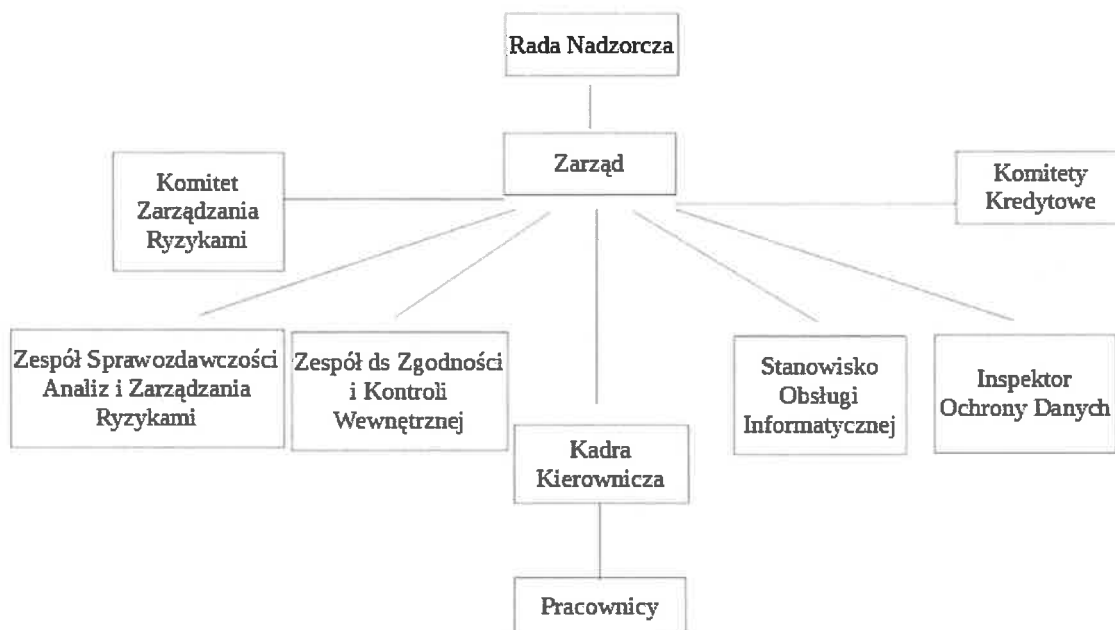 Rada Nadzorcza
Zarząd
Komitet
Zarządzania
Ryzykami
Komitety
Kredytowe
Zespół Sprawozdawczości
Analiz i Zarządzania
Ryzykami
Zespół ds Zgodności
i Kontroli
Wewnętrznej
Kadra
Kierownicza
Stanowisko
Obsługi
Informatycznej
Inspektor
Ochrony Danych
Pracownicy